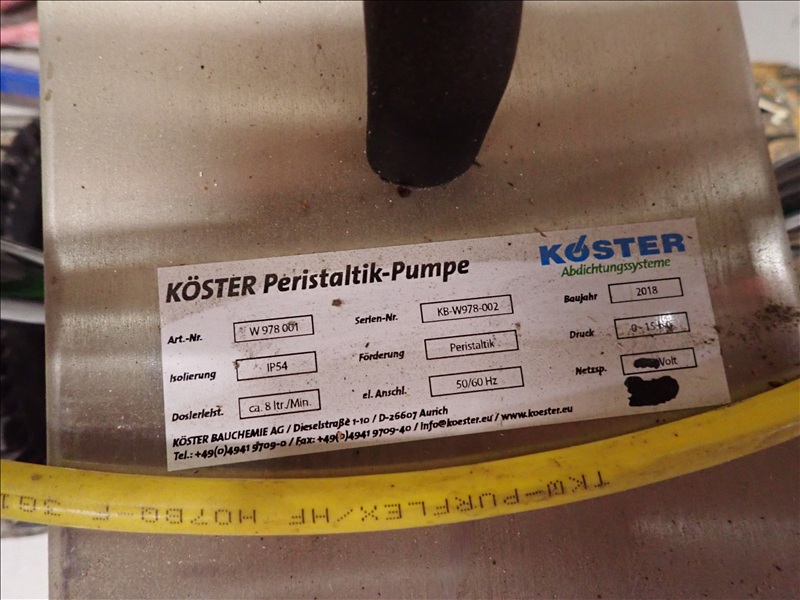 KÖSTER Peristaltik-Pumpe
KÖSTER
Abdichtungssysteme
Art.-Nr. W 978 001 Serien-Nr. KB-W978-002 Baujahr 2018
Isolierung IP54 Förderung Peristaltik Druck
Dosierleist. ca. 8 ltr./Min. el. Anschl. 50/60 Hz Netzsp. Volt
KÖSTER BAUCHEMIE AG / Dieselstraße 1-10 / D-26607 Aurich
Tel.: +49(0)4941 9709-0 / Fax: +49(0)4941 9709-40 / info@koester.eu / www.koester.eu
TKW-PURFLEX/HF H07BQ-F 3G1